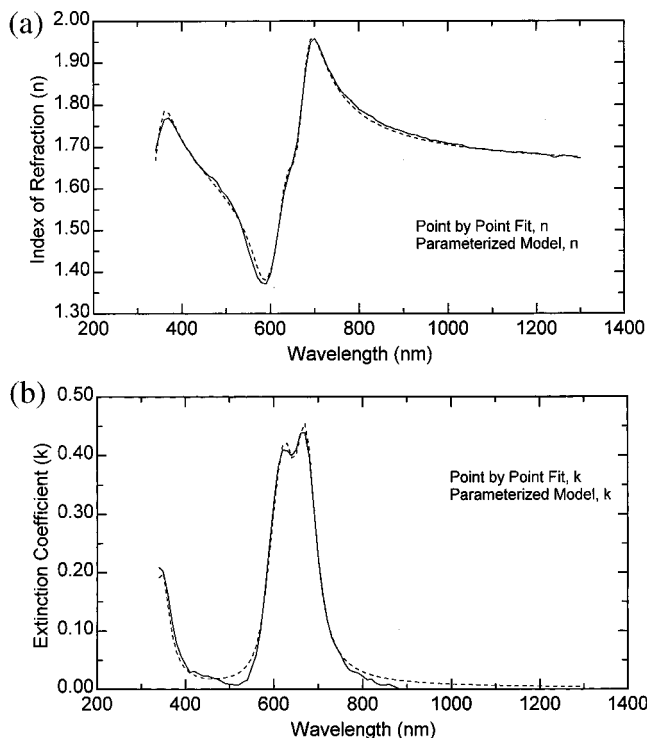 (a)
2.00
1.90
1.80
1.70
1.60
1.50
1.40
1.30
Index of Refraction (n)
Point by Point Fit, n
Parameterized Model, n
200
400
600
800
1000
1200
1400
Wavelength (nm)
(b)
0.50
0.40
0.30
0.20
0.10
0.00
Extinction Coefficient (k)
Point by Point Fit, k
Parameterized Model, k
200
400
600
800
1000
1200
1400
Wavelength (nm)